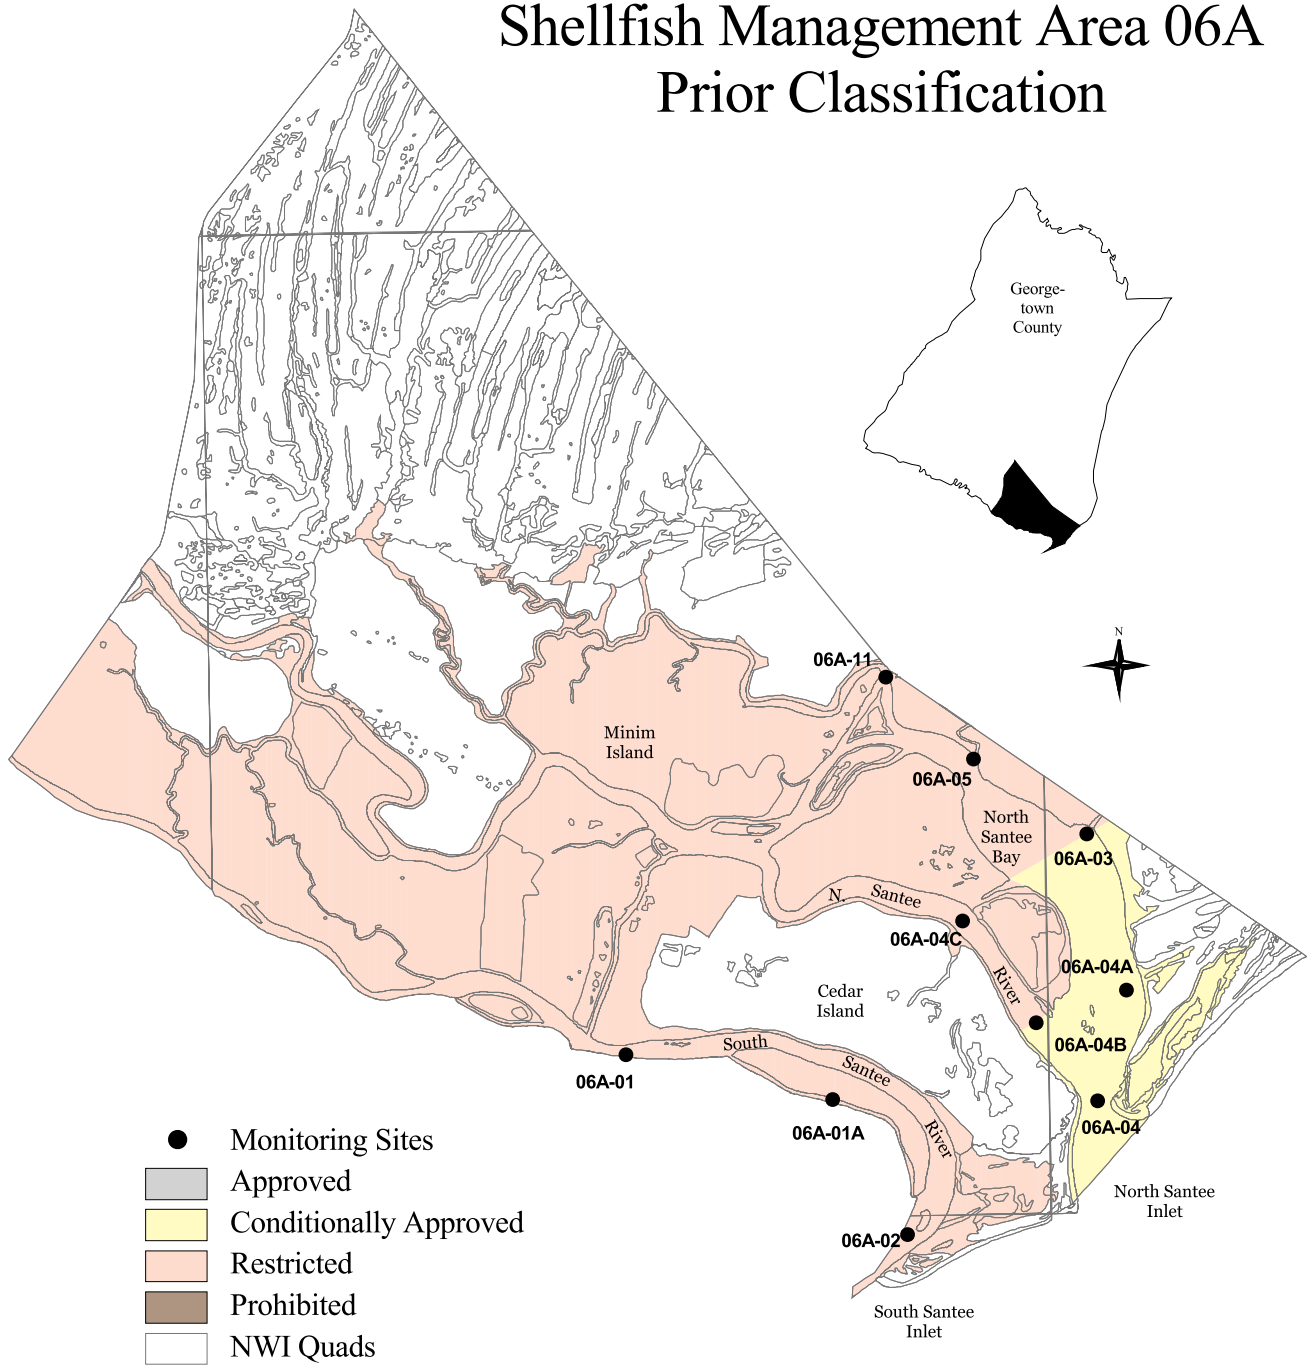 Shellfish Management Area 06A
Prior Classification
George-
town
County
N
06A-11
Minim
Island
06A-05
North
Santee
Bay
06A-03
N. Santee
River
06A-04C
06A-04A
Cedar
Island
06A-04B
South Santee
River
06A-01
06A-01A
06A-04
North Santee
Inlet
06A-02
South Santee
Inlet
Monitoring Sites
Approved
Conditionally Approved
Restricted
Prohibited
NWI Quads